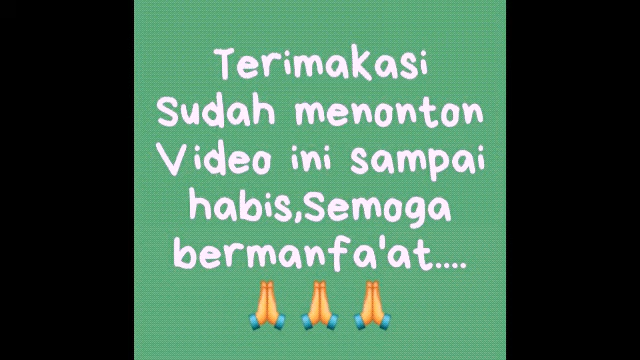 Terimakasi
Sudah menonton
Video ini sampai
habis,Semoga
bermanfa'at....
🙏🙏🙏